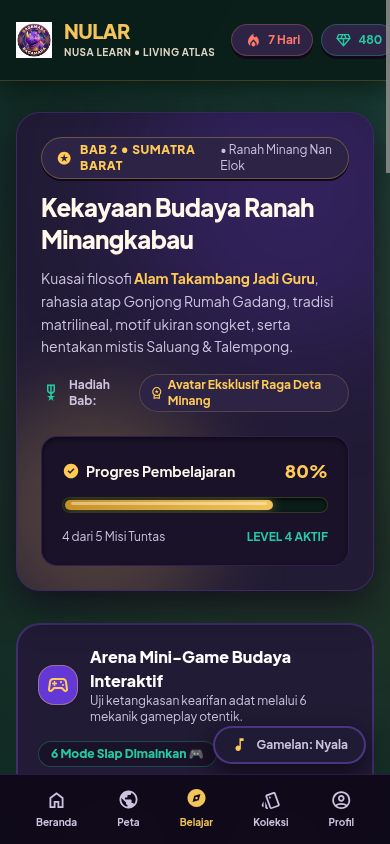 NULAR
NUSA LEARN • LIVING ATLAS
7 Hari
480
BAB 2 • SUMATRA
BARAT
• Ranah Minang Nan
Elok
Kekayaan Budaya Ranah
Minangkabau
Kuasai filosofi Alam Takambang Jadi Guru,
rahasia atap Gonjong Rumah Gadang, tradisi
matrilineal, motif ukiran songket, serta
hentakan mistis Saluang & Talempong.
Hadiah
Bab:
Avatar Eksklusif Raga Deta
Minang
Progres Pembelajaran
80%
4 dari 5 Misi Tuntas
LEVEL 4 AKTIF
Arena Mini-Game Budaya
Interaktif
Uji ketangkasan kearifan adat melalui 6
mekanik gameplay otentik.
6 Mode Siap Dimainkan 🎮
Gamelan: Nyala
Beranda
Peta
Belajar
Koleksi
Profil